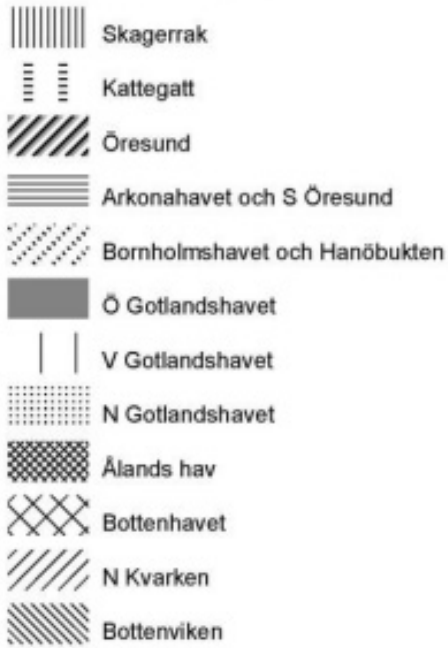 Skagerrak
Kattegatt
Öresund
Arkonahavet och S Öresund
Bornholmshavet och Hanöbukten
Ö Gotlandshavet
V Gotlandshavet
N Gotlandshavet
Ålands hav
Bottenhavet
N Kvarken
Bottenviken